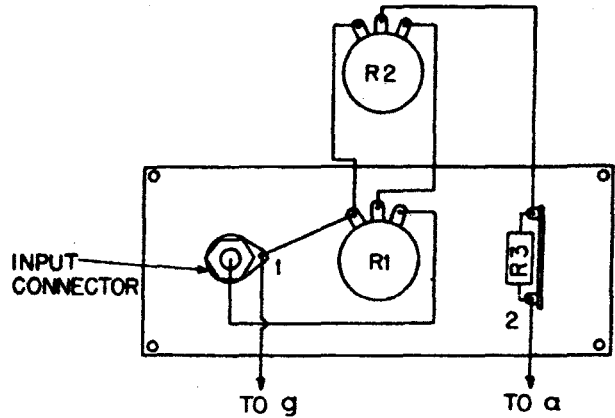 R2
INPUT
CONNECTOR
1
R1
R3
2
TO g
TO a